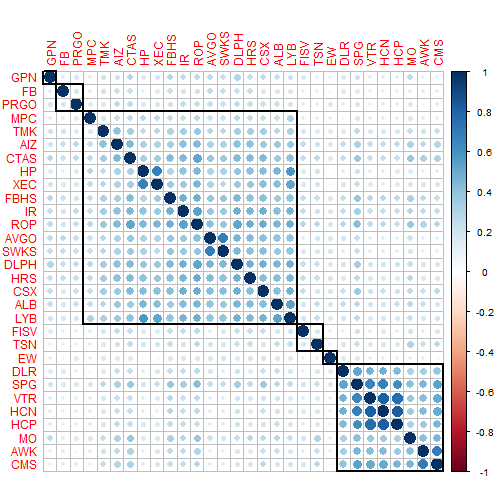 GPN FB PRGO MPC TMK AIZ CTAS HP XEC FBHS IR ROP AVGO SWKS DLPH HRS CSX ALB LYB FISV TSN EW DLR SPG VTR HCN HCP MO AWK CMS
GPN
FB
PRGO
MPC
TMK
AIZ
CTAS
HP
XEC
FBHS
IR
ROP
AVGO
SWKS
DLPH
HRS
CSX
ALB
LYB
FISV
TSN
EW
DLR
SPG
VTR
HCN
HCP
MO
AWK
CMS
1
0.8
0.6
0.4
0.2
0
-0.2
-0.4
-0.6
-0.8
-1